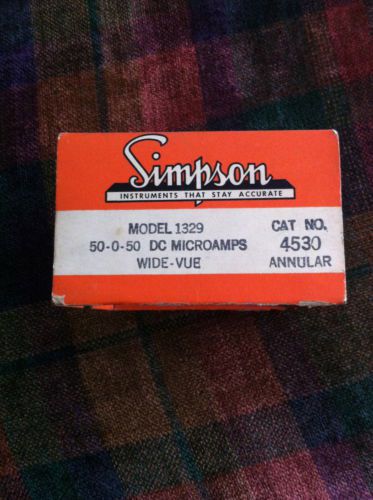 Simpson
INSTRUMENTS THAT STAY ACCURATE
MODEL 1329 CAT NO.
50-0-50 DC MICROAMPS 4530
WIDE-VUE ANNULAR